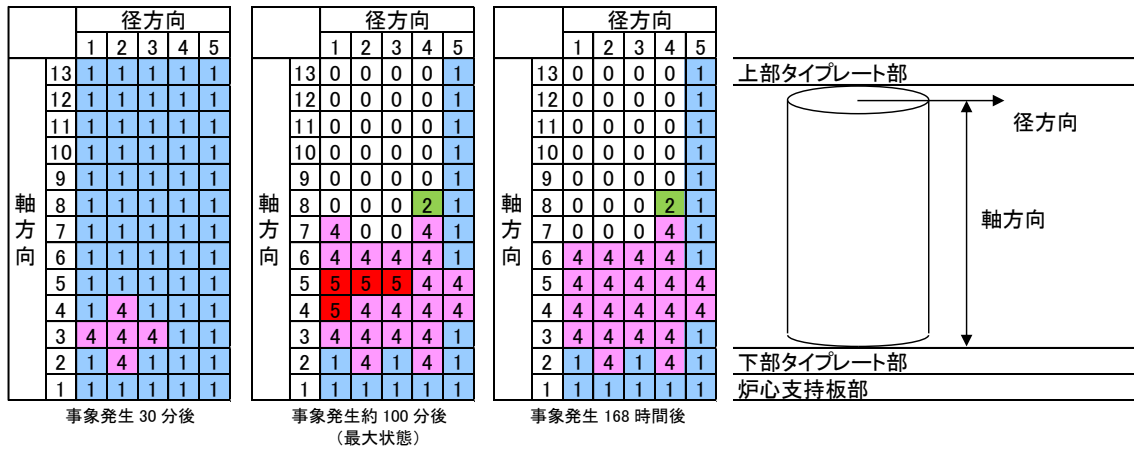 径方向
1 2 3 4 5
軸方向
13 1 1 1 1 1
12 1 1 1 1 1
11 1 1 1 1 1
10 1 1 1 1 1
9 1 1 1 1 1
8 1 1 1 1 1
7 1 1 1 1 1
6 1 1 1 1 1
5 1 1 1 1 1
4 1 4 1 1 1
3 4 4 4 1 1
2 1 4 1 1 1
1 1 1 1 1 1
事象発生 30 分後
径方向
1 2 3 4 5
軸方向
13 0 0 0 0 1
12 0 0 0 0 1
11 0 0 0 0 1
10 0 0 0 0 1
9 0 0 0 0 1
8 0 0 0 2 1
7 4 0 0 4 1
6 4 4 4 4 1
5 5 5 5 4 4
4 5 4 4 4 4
3 4 4 4 4 1
2 1 4 1 4 1
1 1 1 1 1 1
事象発生約 100 分後
（最大状態）
径方向
1 2 3 4 5
軸方向
13 0 0 0 0 1
12 0 0 0 0 1
11 0 0 0 0 1
10 0 0 0 0 1
9 0 0 0 0 1
8 0 0 0 2 1
7 0 0 0 4 1
6 4 4 4 4 1
5 4 4 4 4 4
4 4 4 4 4 4
3 4 4 4 4 1
2 1 4 1 4 1
1 1 1 1 1 1
事象発生 168 時間後
上部タイプレート部
径方向
軸方向
下部タイプレート部
炉心支持板部